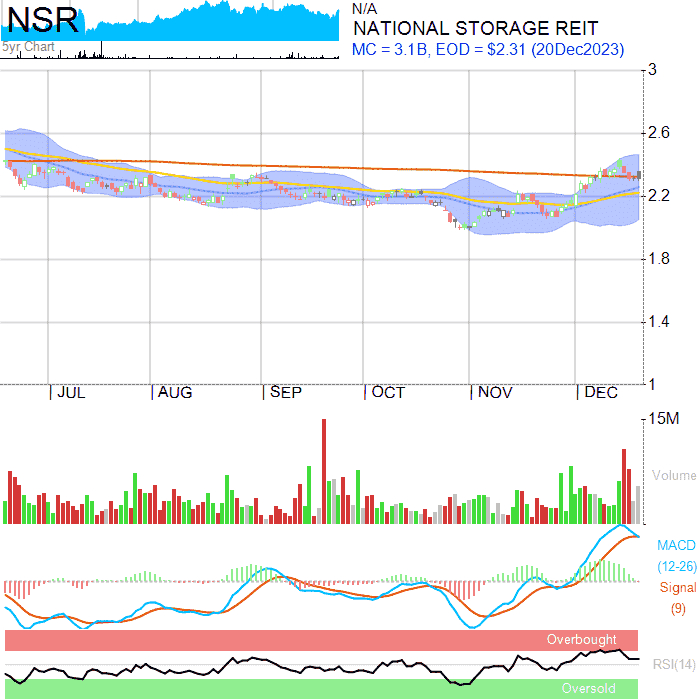 NSR
5yr Chart
N/A
NATIONAL STORAGE REIT
MC = 3.1B, EOD = $2.31 (20Dec2023)
3
2.6
2.2
1.8
1.4
1
JUL AUG SEP OCT NOV DEC
15M
Volume
MACD
(12-26)
Signal
(9)
Overbought
RSI(14)
Oversold